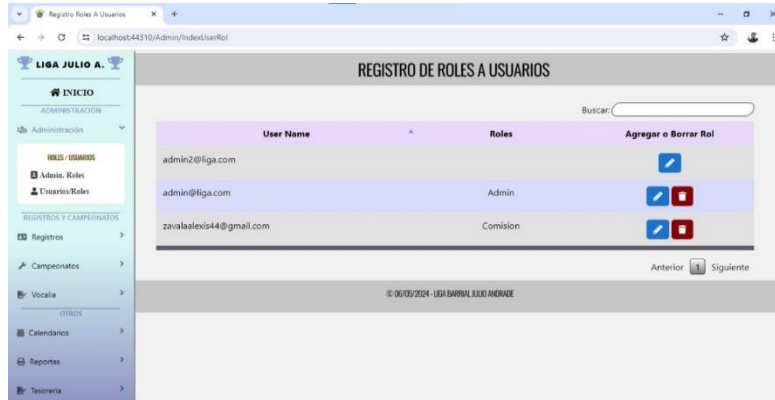 Registro Roles A Usuarios
localhost:44310/Admin/IndexUserRol
LIGA JULIO A.
INICIO
ADMINISTRACIÓN
Administración
ROLES / USUARIOS
Admin. Roles
Usuarios/Roles
REGISTROS Y CAMPEONATOS
Registros
Campeonatos
Vocalia
OTROS
Calendarios
Reportes
Tesorería
REGISTRO DE ROLES A USUARIOS
Buscar:
User Name Roles Agregar o Borrar Rol
admin2@liga.com
admin@liga.com Admin
zavalaalexis44@gmail.com Comision
Anterior 1 Siguiente
© 06/05/2024 - LIGA BARRIAL JULIO ANDRADE